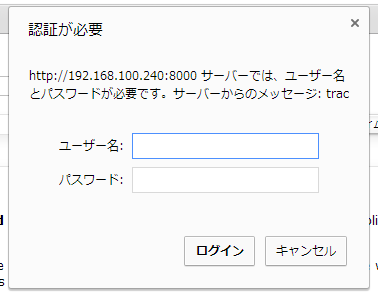 認証が必要
×
http://192.168.100.240:8000 サーバーでは、ユーザー名
とパスワードが必要です。サーバーからのメッセージ: trac
ユーザー名:
パスワード:
ログイン
キャンセル